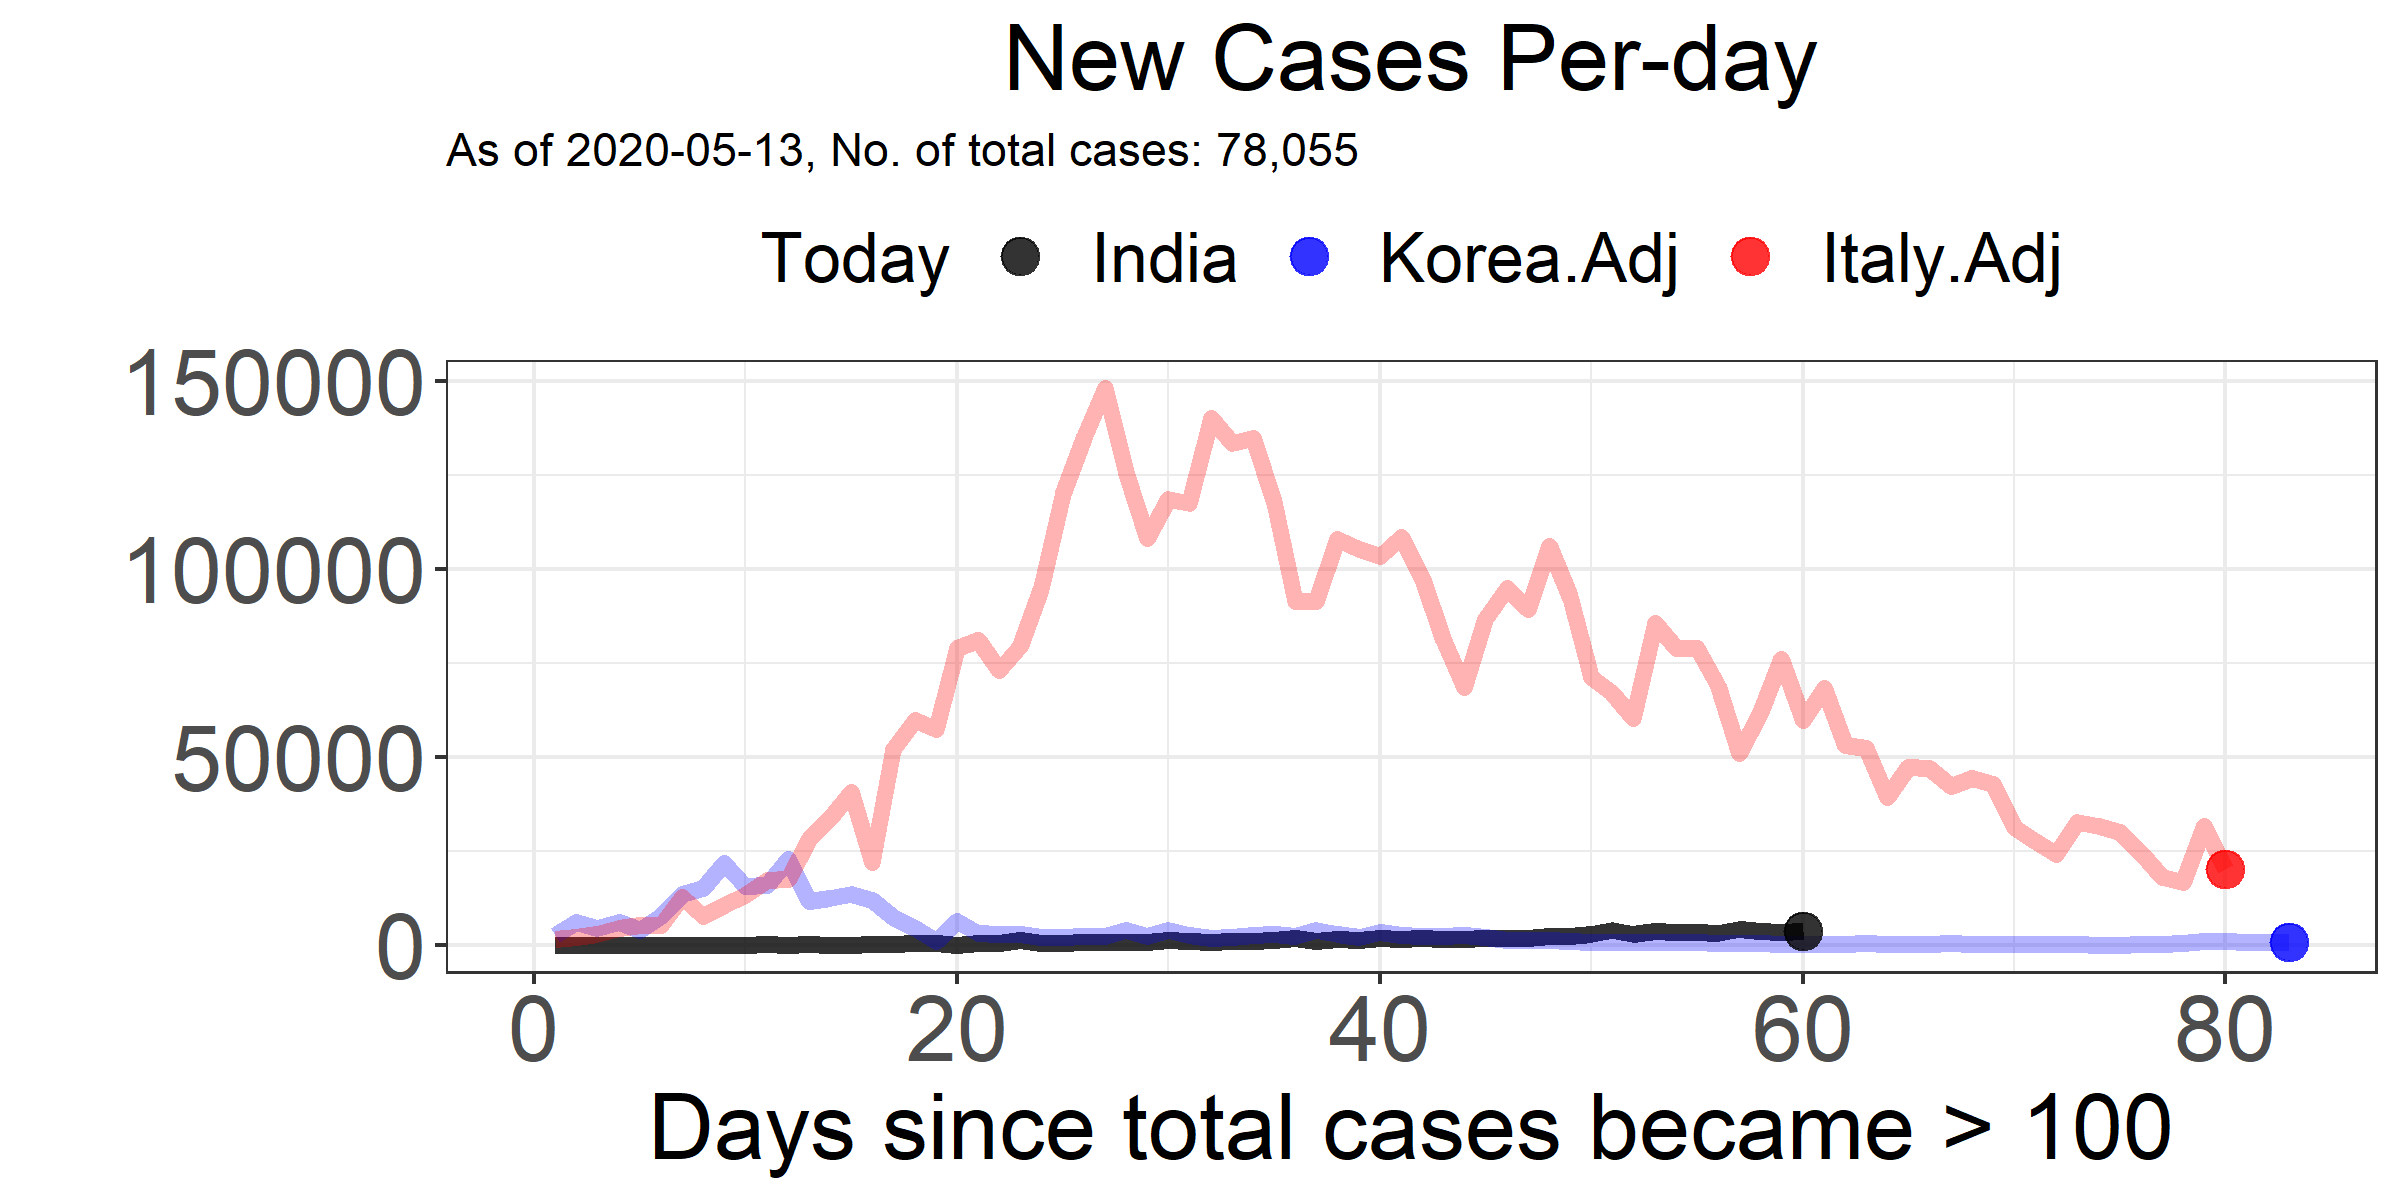 New Cases Per-day
As of 2020-05-13, No. of total cases: 78,055
Today India Korea.Adj Italy.Adj
150000
100000
50000
0
0 20 40 60 80
Days since total cases became > 100